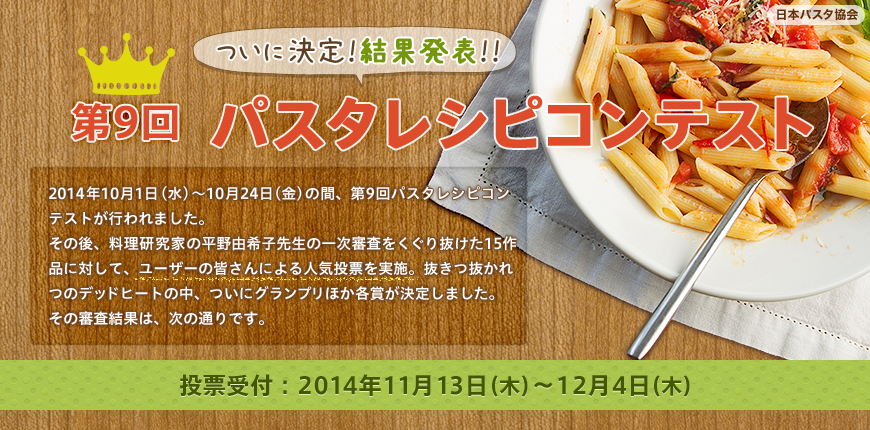 日本パスタ協会
ついに決定！結果発表！！
第9回 パスタレシピコンテスト
2014年10月1日（水）～10月24日（金）の間、第9回パスタレシピコン
テストが行われました。
その後、料理研究家の平野由希子先生の一次審査をくぐり抜けた15作
品に対して、ユーザーの皆さんによる人気投票を実施。抜きつ抜かれ
つのデッドヒートの中、ついにグランプリほか各賞が決定しました。
その審査結果は、次の通りです。
投票受付：2014年11月13日(木)～12月4日(木)